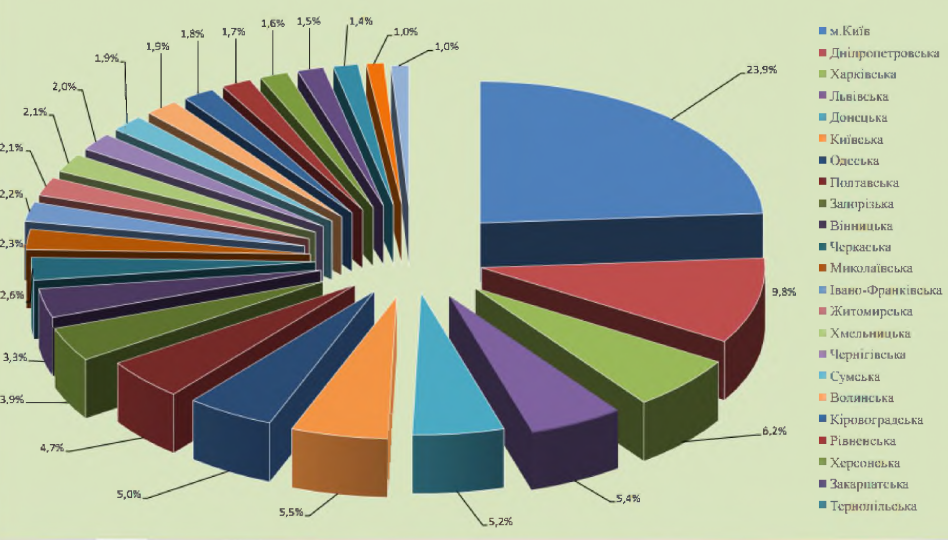 1,6%
1,5%
1,4%
1,0%
1,0%
1,7%
1,8%
1,9%
1,9%
2,0%
2,1%
2,1%
2,2%
2,3%
2,6%
3,3%
3,9%
4,7%
5,0%
5,5%
5,2%
5,4%
6,2%
9,8%
23,9%
м.Київ
Дніпропетровська
Харківська
Львівська
Донецька
Київська
Одеська
Полтавська
Запорізька
Вінницька
Черкаська
Миколаївська
Івано-Франківська
Житомирська
Хмельницька
Чернігівська
Сумська
Волинська
Кіровоградська
Рівненська
Херсонська
Закарпатська
Тернопільська